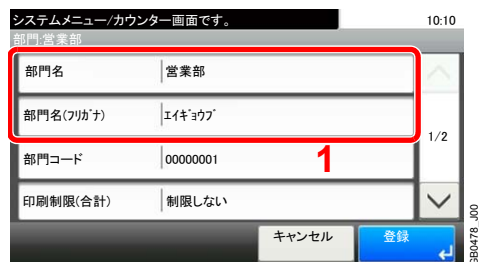 システムメニュー/カウンター画面です。 10:10
部門:営業部
部門名 営業部
部門名(フリガナ) エイギョウブ
1/2
部門コード 00000001
1
印刷制限(合計) 制限しない
キャンセル 登録
GB0478_J00